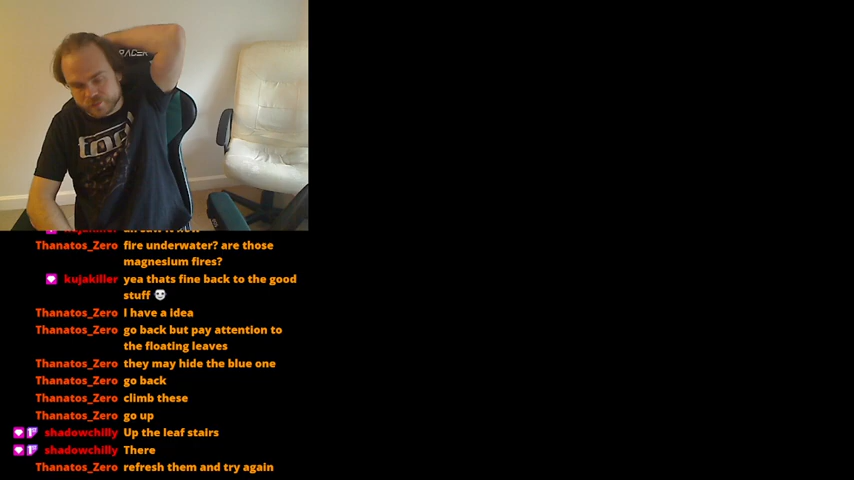 RACER
Thanatos_Zero fire underwater? are those
magnesium fires?
kujakiller yea thats fine back to the good
stuff
Thanatos_Zero I have a idea
Thanatos_Zero go back but pay attention to
the floating leaves
Thanatos_Zero they may hide the blue one
Thanatos_Zero go back
Thanatos_Zero climb these
Thanatos_Zero go up
shadowchilly Up the leaf stairs
shadowchilly There
Thanatos_Zero refresh them and try again